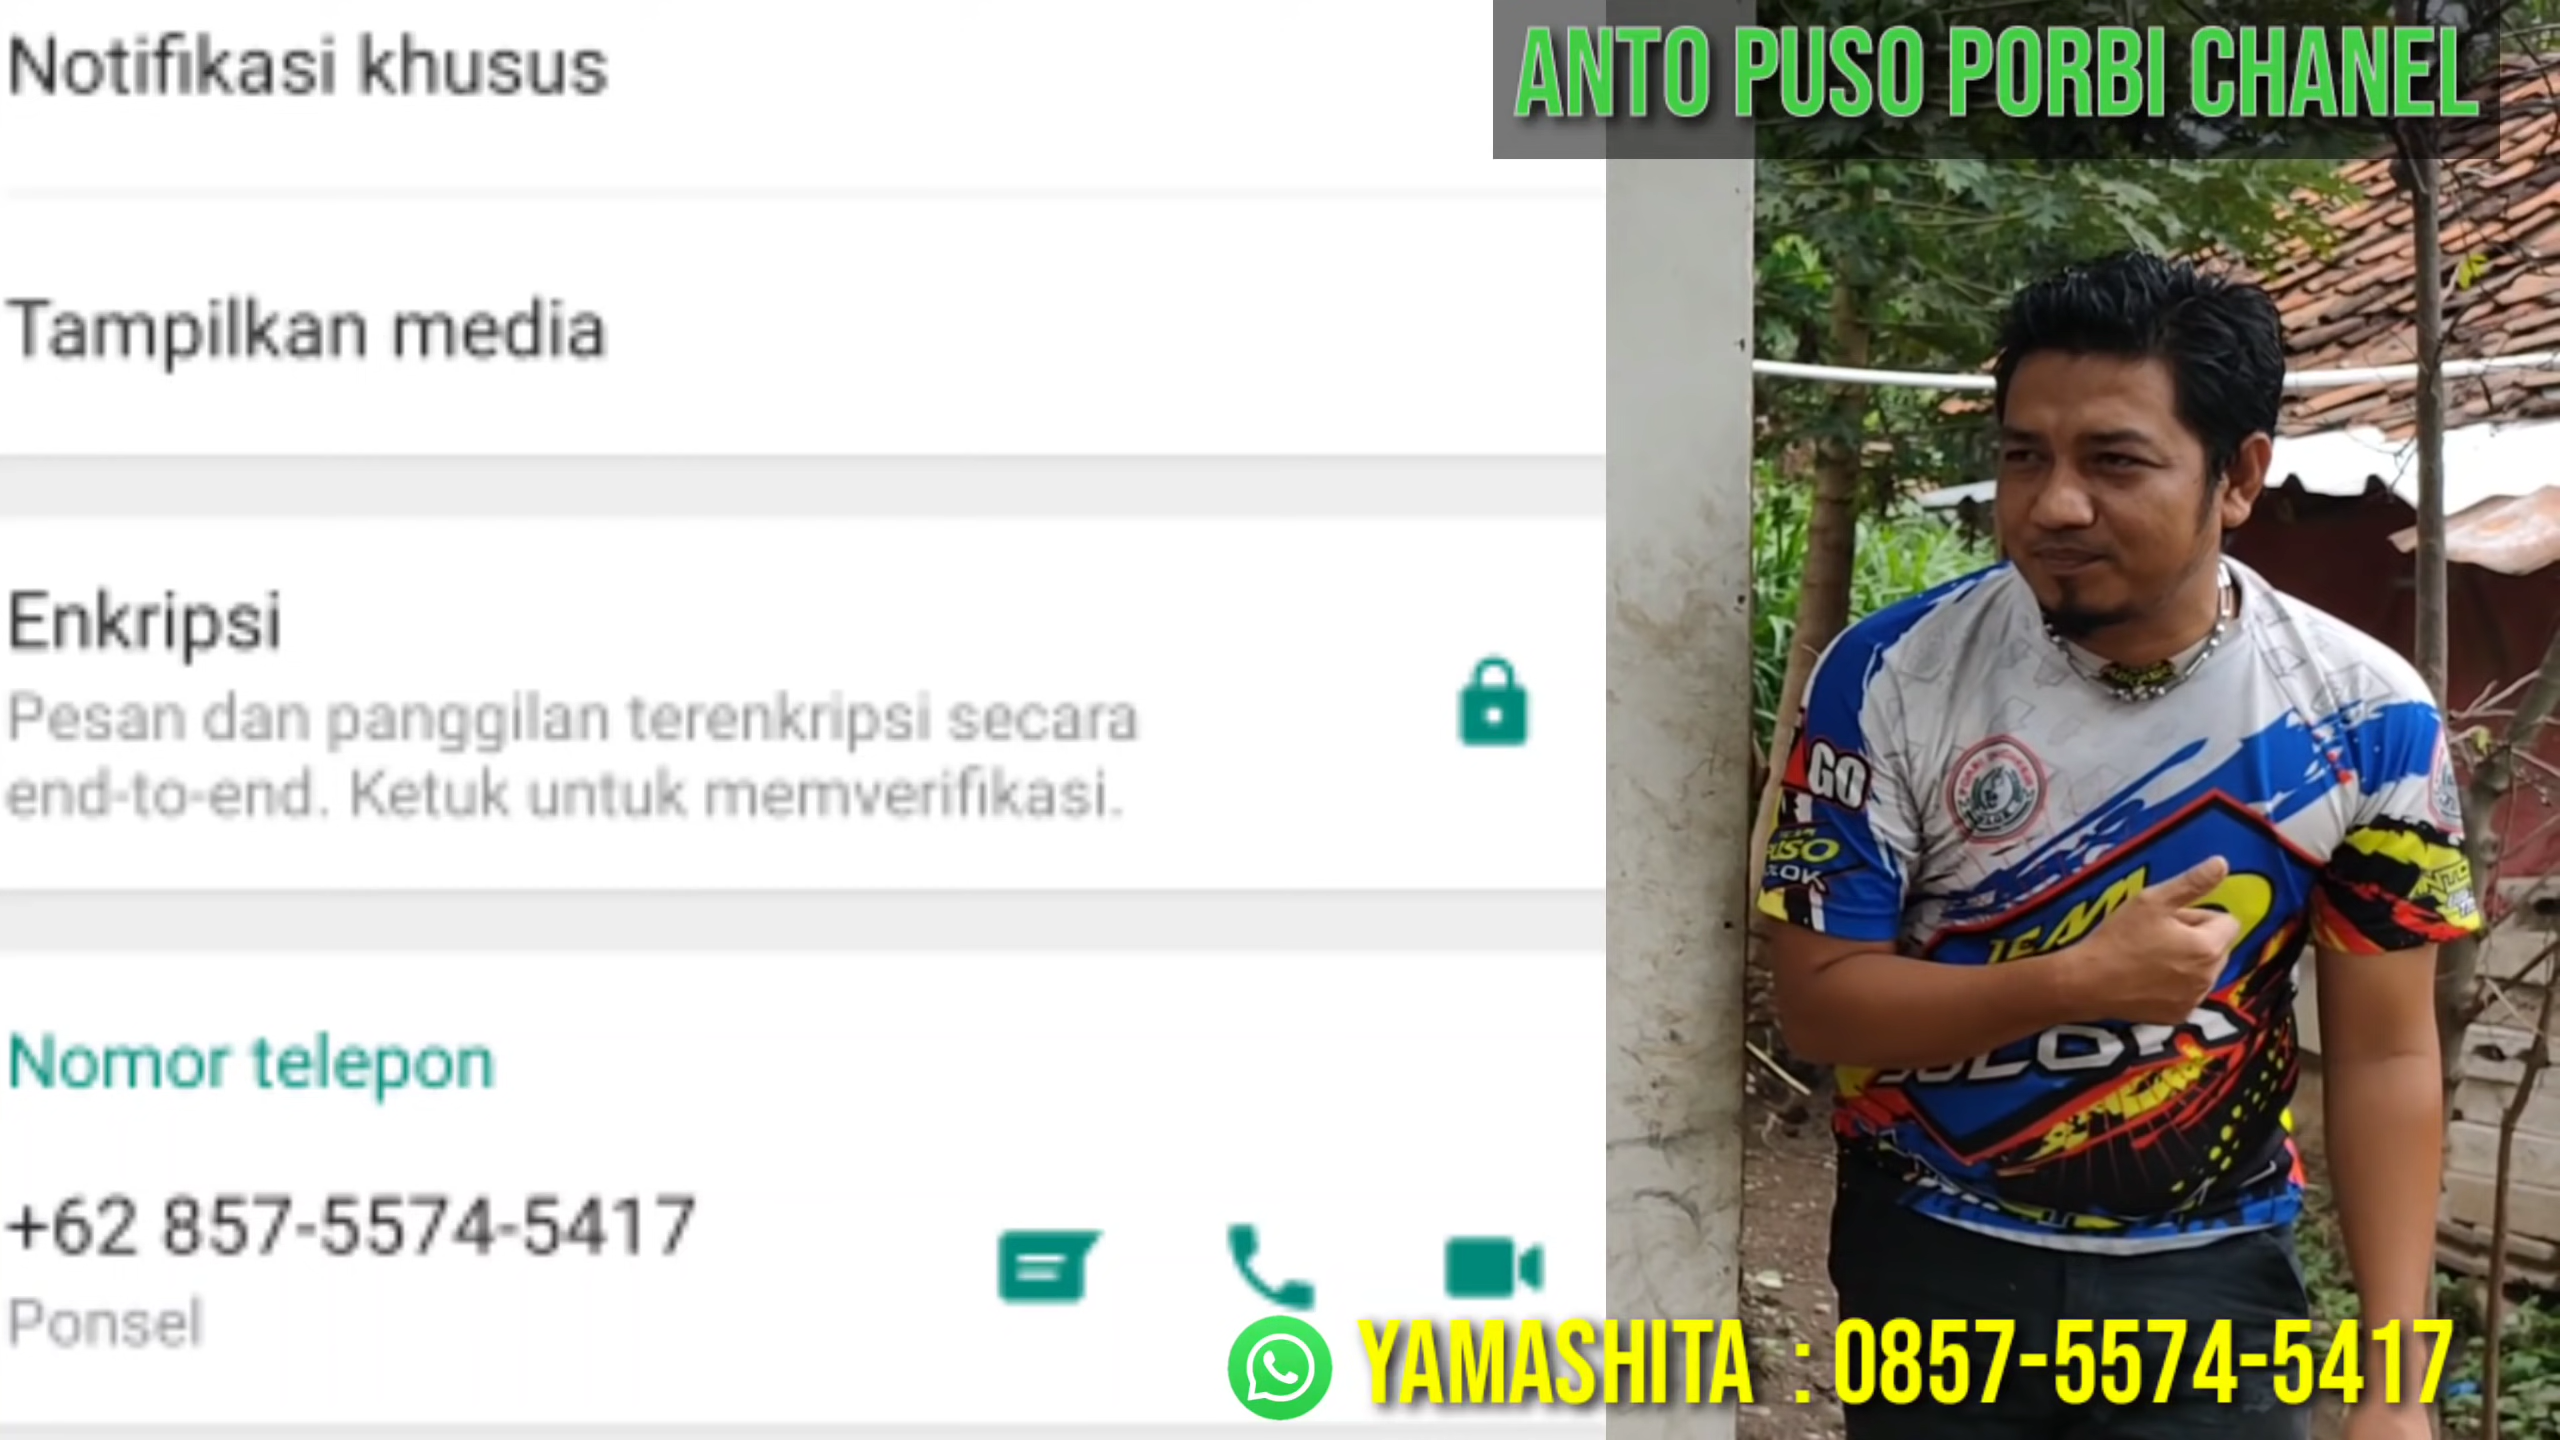 ANTO PUSO PORBI CHANEL
Notifikasi khusus
Tampilkan media
Enkripsi
Pesan dan panggilan terenkripsi secara
end-to-end. Ketuk untuk memverifikasi.
Nomor telepon
+62 857-5574-5417
Ponsel
YAMASHITA : 0857-5574-5417
GO